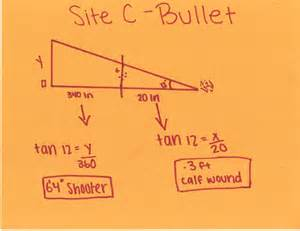 Site C - Bullet
y
340 in
20 in
tan 12 = y/360
tan 12 = x/20
64" Shooter
.3 ft
calf wound